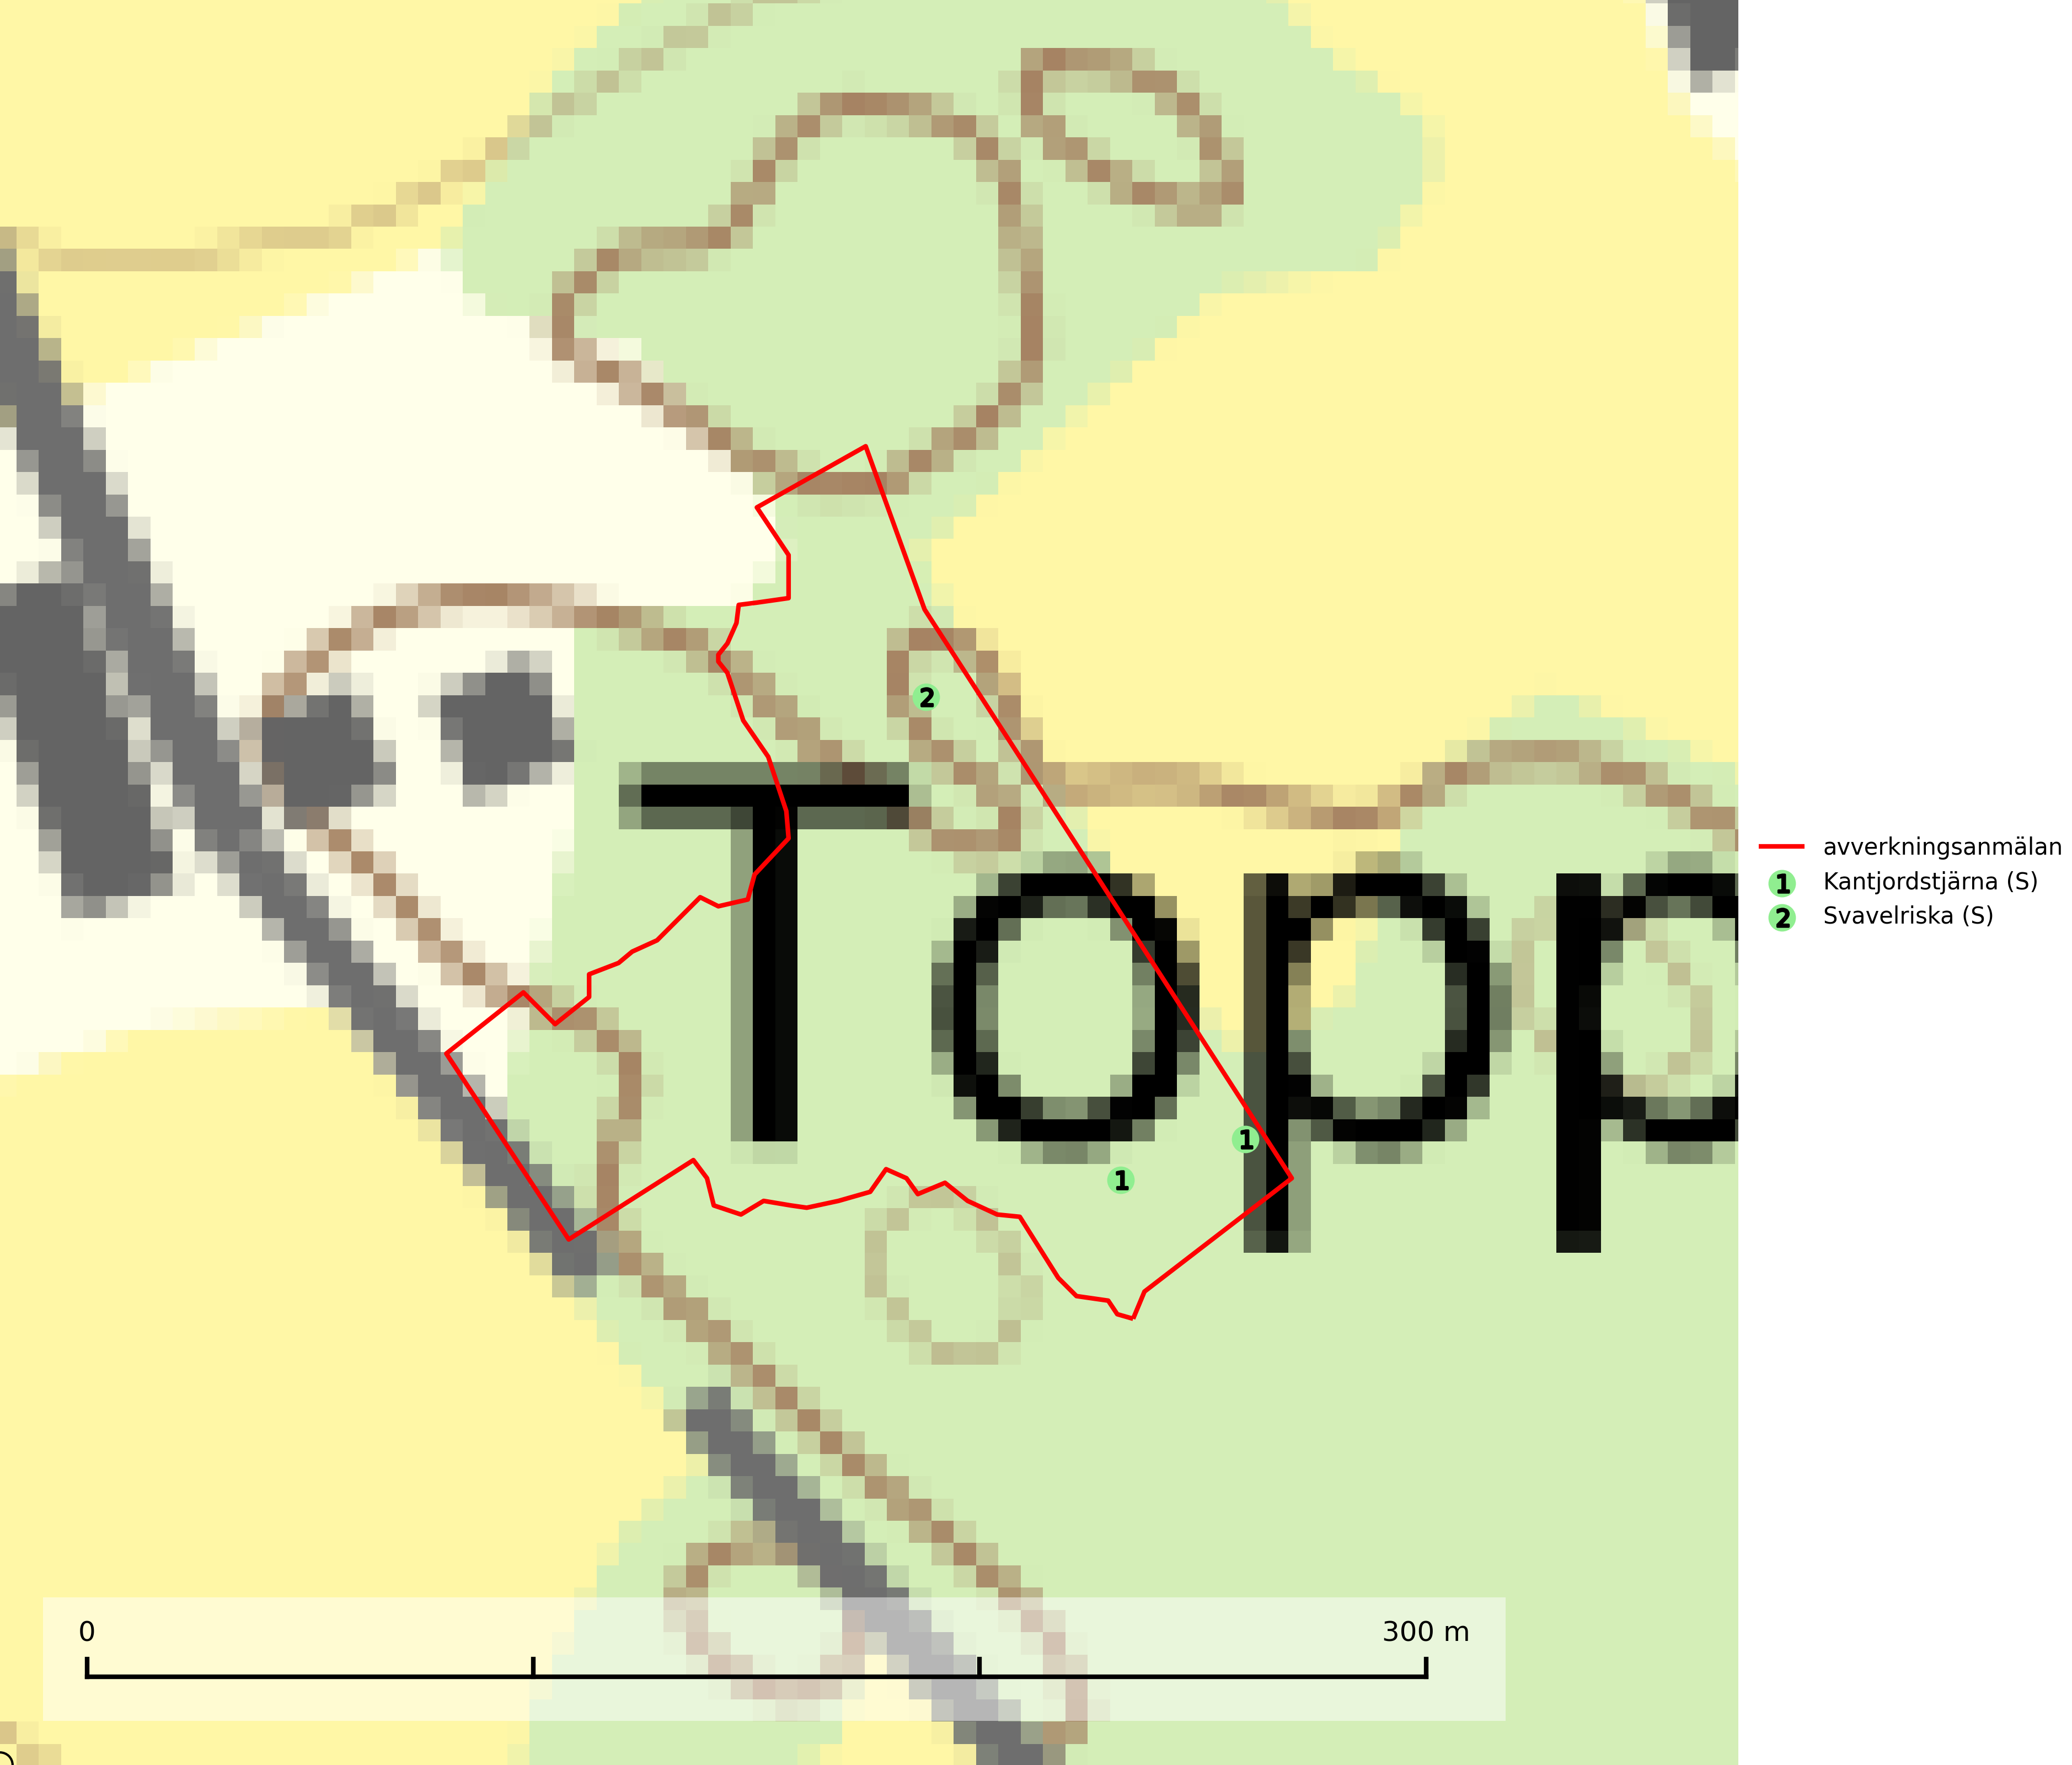 2
Topp
1
1
avverkningsanmälan
1 Kantjordstjärna (S)
2 Svavelriska (S)
0 300 m